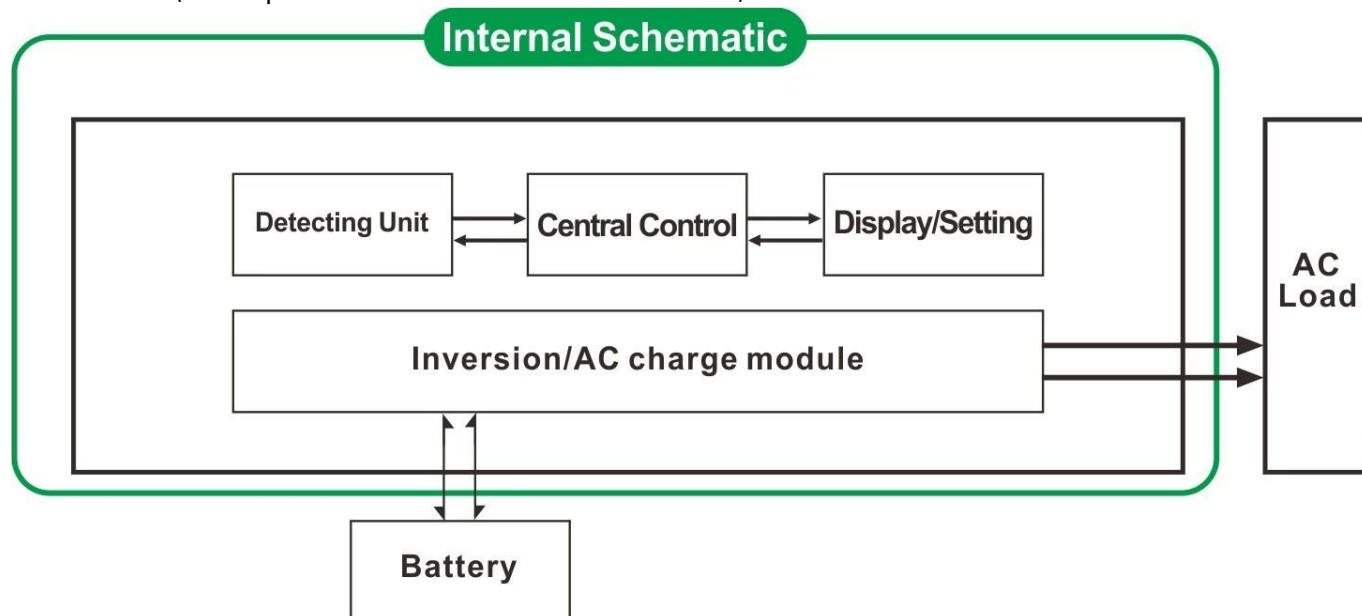 Internal Schematic
Detecting Unit
Central Control
Display/Setting
AC
Load
Inversion/AC charge module
Battery